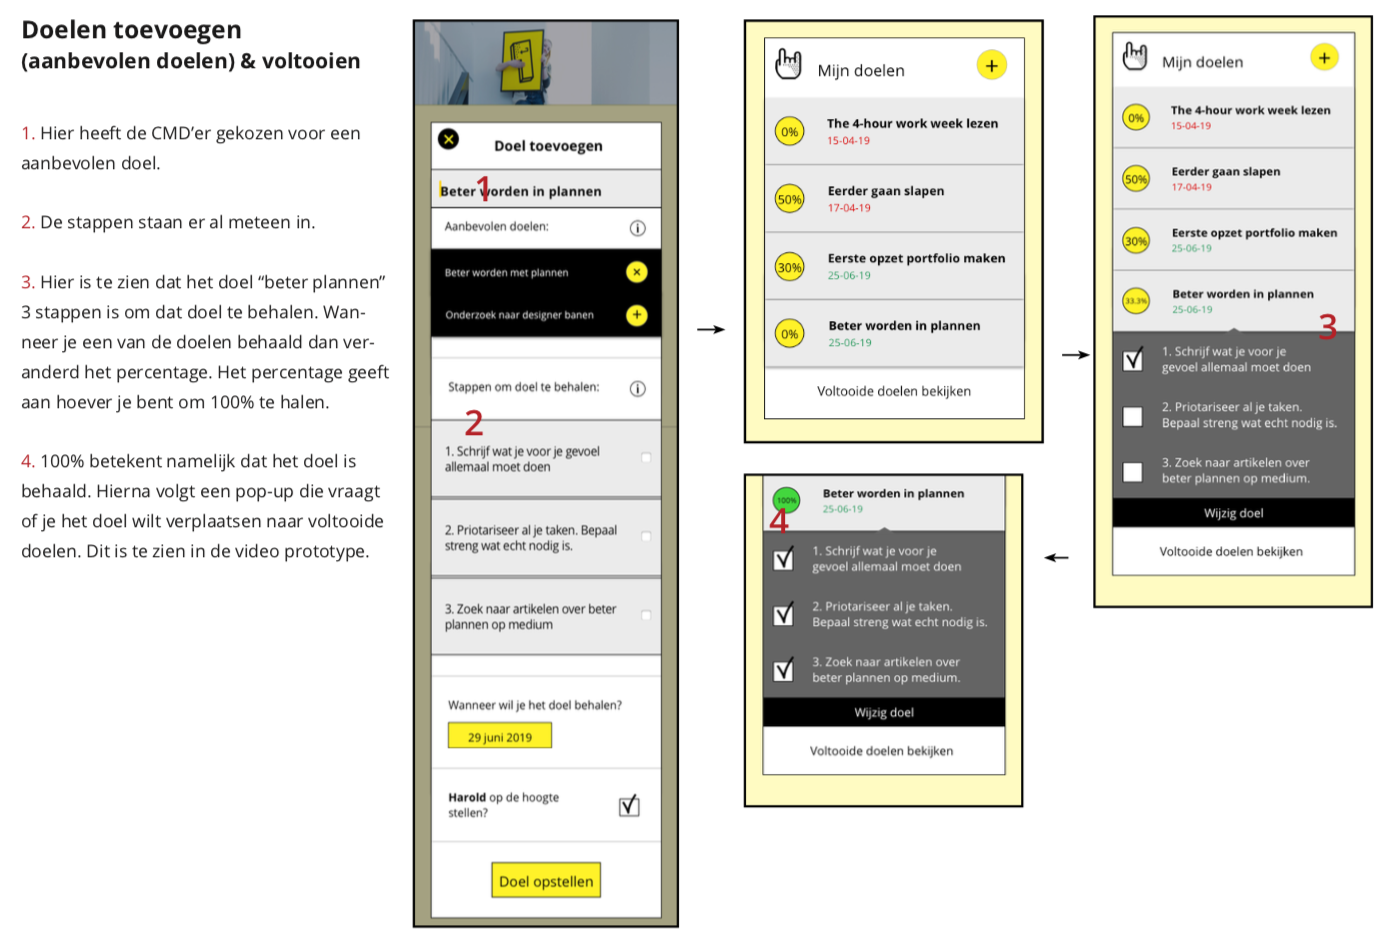 Doelen toevoegen
(aanbevolen doelen) & voltooien
1. Hier heeft de CMD’er gekozen voor een
aanbevolen doel.
2. De stappen staan er al meteen in.
3. Hier is te zien dat het doel “beter plannen”
3 stappen is om dat doel te behalen. Wan-
neer je een van de doelen behaald dan ver-
anderd het percentage. Het percentage geeft
aan hoever je bent om 100% te halen.
4. 100% betekent namelijk dat het doel is
behaald. Hierna volgt een pop-up die vraagt
of je het doel wilt verplaatsen naar voltooide
doelen. Dit is te zien in de video prototype.
Doel toevoegen
1
Beter worden in plannen
Aanbevolen doelen:
Beter worden met plannen
Onderzoek naar designer banen
Stappen om doel te behalen:
2
1. Schrijf wat je voor je gevoel
allemaal moet doen
2. Priotariseer al je taken. Bepaal
streng wat echt nodig is.
3. Zoek naar artikelen over beter
plannen op medium
Wanneer wil je het doel behalen?
29 juni 2019
Harold op de hoogte
stellen?
Doel opstellen
Mijn doelen
+
0%
The 4-hour work week lezen
15-04-19
50%
Eerder gaan slapen
17-04-19
30%
Eerste opzet portfolio maken
25-06-19
0%
Beter worden in plannen
25-06-19
Voltooide doelen bekijken
Mijn doelen
+
0%
The 4-hour work week lezen
15-04-19
50%
Eerder gaan slapen
17-04-19
30%
Eerste opzet portfolio maken
25-06-19
33.3%
Beter worden in plannen
25-06-19
3
1. Schrijf wat je voor je
gevoel allemaal moet doen
2. Priotariseer al je taken.
Bepaal streng wat echt nodig is.
3. Zoek naar artikelen over
beter plannen op medium.
Wijzig doel
Voltooide doelen bekijken
100%
Beter worden in plannen
25-06-19
4
1. Schrijf wat je voor je
gevoel allemaal moet doen
2. Priotariseer al je taken.
Bepaal streng wat echt nodig is.
3. Zoek naar artikelen over
beter plannen op medium.
Wijzig doel
Voltooide doelen bekijken